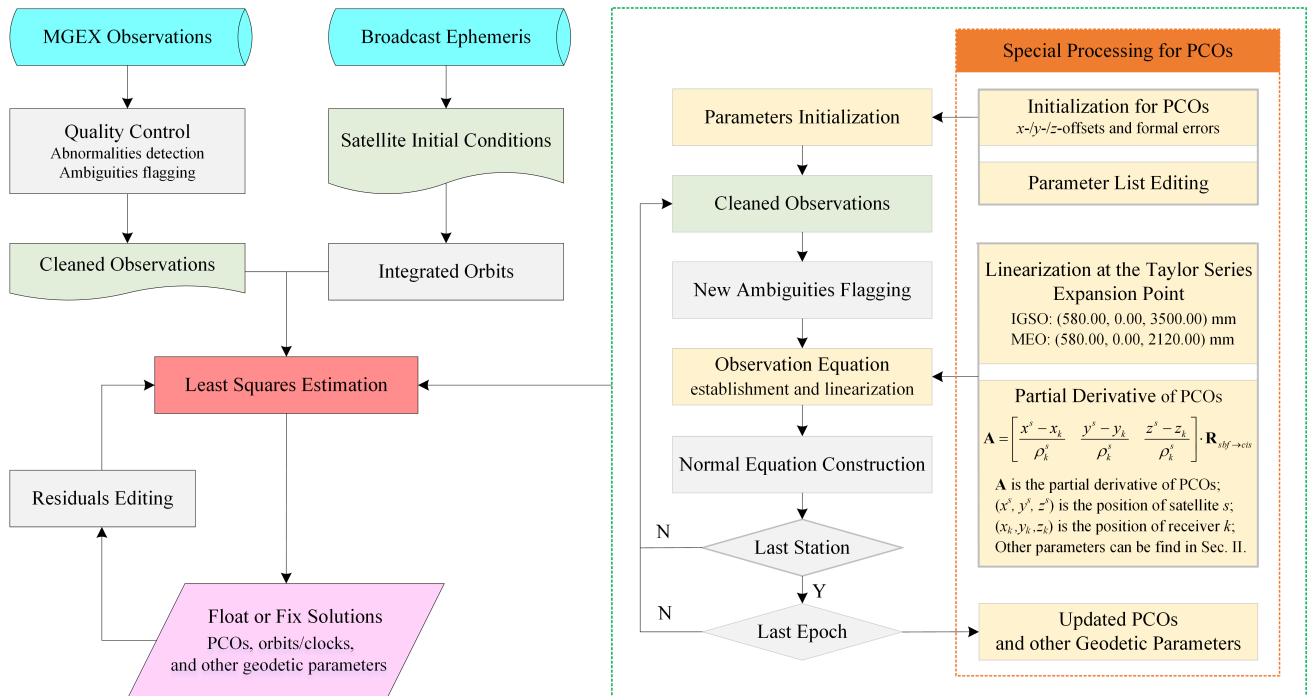 MGEX Observations
Quality Control
Abnormalities detection
Ambiguities flagging
Cleaned Observations
Broadcast Ephemeris
Satellite Initial Conditions
Integrated Orbits
Least Squares Estimation
Residuals Editing
Float or Fix Solutions
PCOs, orbits/clocks,
and other geodetic parameters
Parameters Initialization
Cleaned Observations
New Ambiguities Flagging
Observation Equation
establishment and linearization
Normal Equation Construction
Last Station
N
Y
Last Epoch
N
Special Processing for PCOs
Initialization for PCOs
x-/y-/z-offsets and formal errors
Parameter List Editing
Linearization at the Taylor Series
Expansion Point
IGSO: (580.00, 0.00, 3500.00) mm
MEO: (580.00, 0.00, 2120.00) mm
Partial Derivative of PCOs
A = [ (x^s − x_k)/ρ_k^s (y^s − y_k)/ρ_k^s (z^s − z_k)/ρ_k^s ] · R_{sbf→cis}
A is the partial derivative of PCOs;
(x^s, y^s, z^s) is the position of satellite s;
(x_k,y_k,z_k) is the position of receiver k;
Other parameters can be find in Sec. II.
Updated PCOs
and other Geodetic Parameters